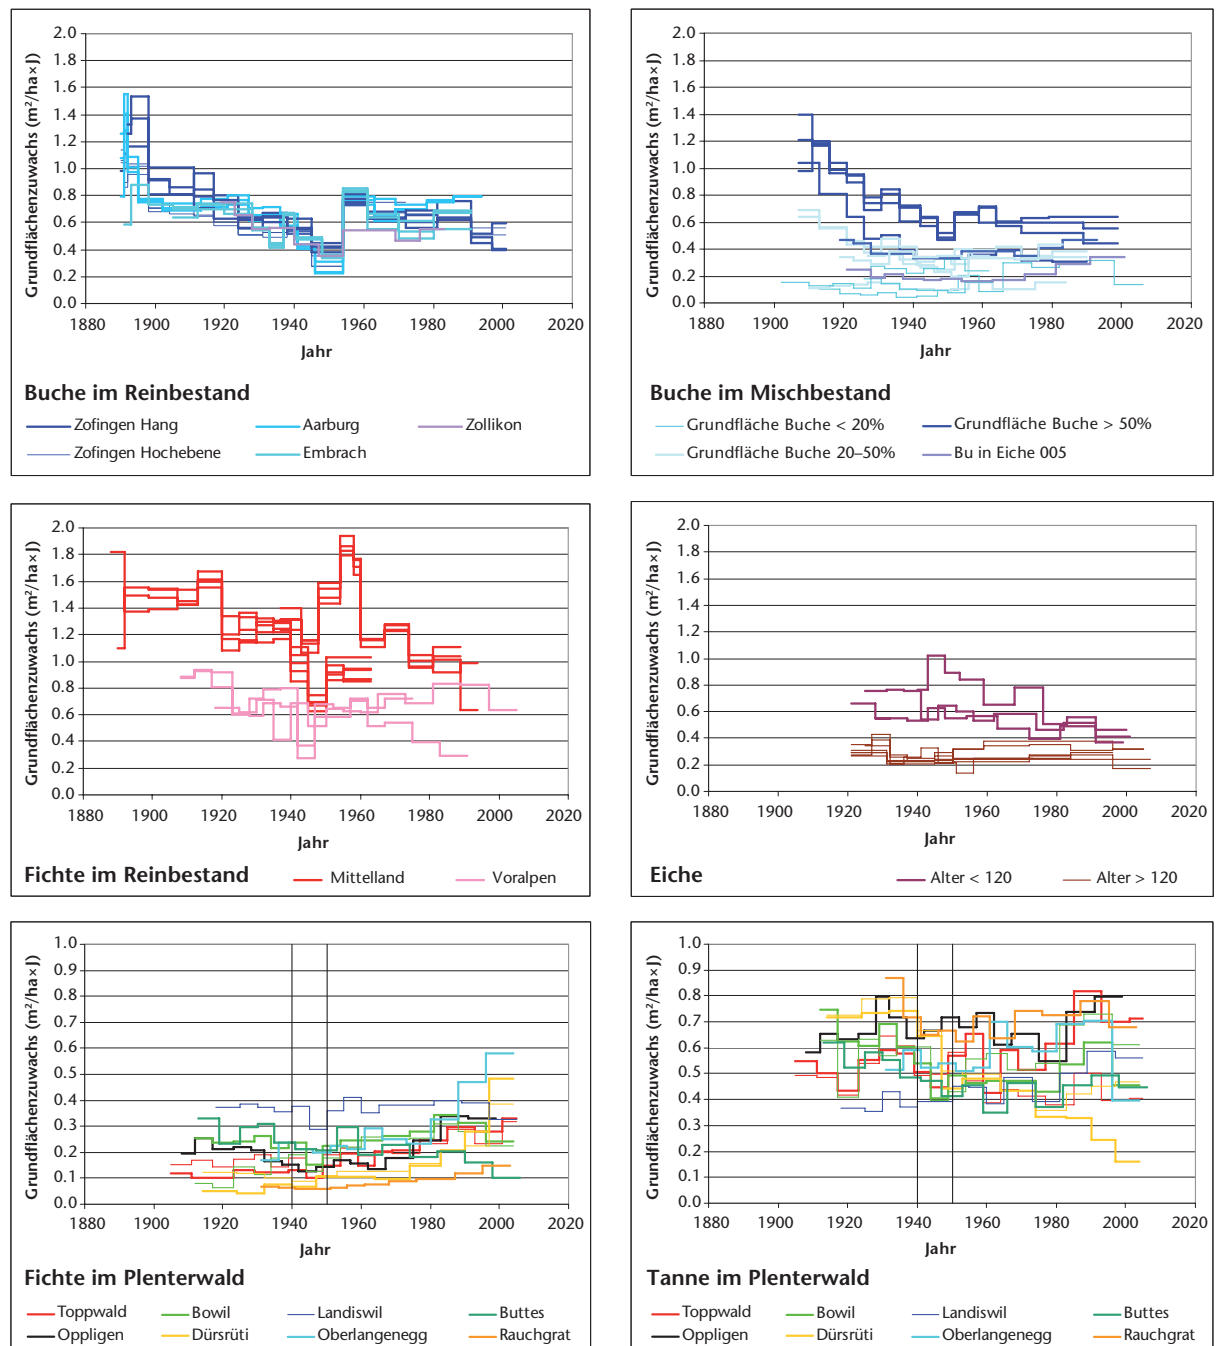 Grundflächenzuwachs (m²/ha×J)
2.0
1.8
1.6
1.4
1.2
1.0
0.8
0.6
0.4
0.2
0.0
1880 1900 1920 1940 1960 1980 2000 2020
Jahr
Buche im Reinbestand
Zofingen Hang Aarburg Zollikon
Zofingen Hochebene Embrach
Grundflächenzuwachs (m²/ha×J)
2.0
1.8
1.6
1.4
1.2
1.0
0.8
0.6
0.4
0.2
0.0
1880 1900 1920 1940 1960 1980 2000 2020
Jahr
Buche im Mischbestand
Grundfläche Buche < 20% Grundfläche Buche > 50%
Grundfläche Buche 20–50% Bu in Eiche 005
Grundflächenzuwachs (m²/ha×J)
2.0
1.8
1.6
1.4
1.2
1.0
0.8
0.6
0.4
0.2
0.0
1880 1900 1920 1940 1960 1980 2000 2020
Jahr
Fichte im Reinbestand Mittelland Voralpen
Grundflächenzuwachs (m²/ha×J)
2.0
1.8
1.6
1.4
1.2
1.0
0.8
0.6
0.4
0.2
0.0
1880 1900 1920 1940 1960 1980 2000 2020
Jahr
Eiche Alter < 120 Alter > 120
Grundflächenzuwachs (m²/ha×J)
1.0
0.9
0.8
0.7
0.6
0.5
0.4
0.3
0.2
0.1
0.0
1880 1900 1920 1940 1960 1980 2000 2020
Jahr
Fichte im Plenterwald
Toppwald Bowil Landiswil Buttes
Oppligen Dürsrüti Oberlangenegg Rauchgrat
Grundflächenzuwachs (m²/ha×J)
1.0
0.9
0.8
0.7
0.6
0.5
0.4
0.3
0.2
0.1
0.0
1880 1900 1920 1940 1960 1980 2000 2020
Jahr
Tanne im Plenterwald
Toppwald Bowil Landiswil Buttes
Oppligen Dürsrüti Oberlangenegg Rauchgrat